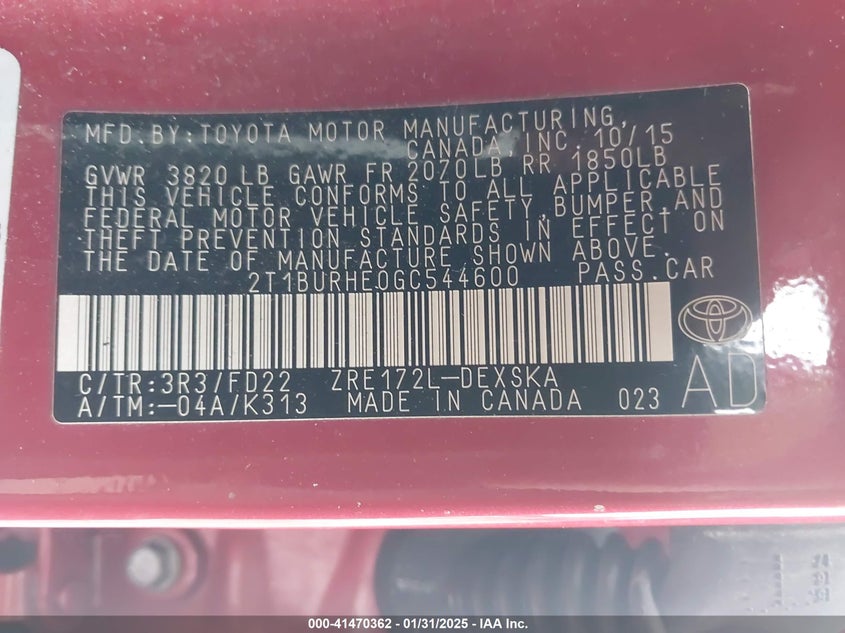 MFD.BY:TOYOTA MOTOR MANUFACTURING,
CANADA,INC.10/15
GVWR 3820 LB GAWR FR 2070LB RR 1850LB
THIS VEHICLE CONFORMS TO ALL APPLICABLE
FEDERAL MOTOR VEHICLE SAFETY,BUMPER,AND
THEFT PREVENTION STANDARDS IN EFFECT ON
THE DATE OF MANUFACTURE SHOWN ABOVE.
2T1BURHE0GC544600 PASS.CAR
C/TR:3R3/FD22 ZRE172L-DEXSKA
A/TM:-04A/K313 MADE IN CANADA 023
AD
000-41470362 - 01/31/2025 - IAA Inc.